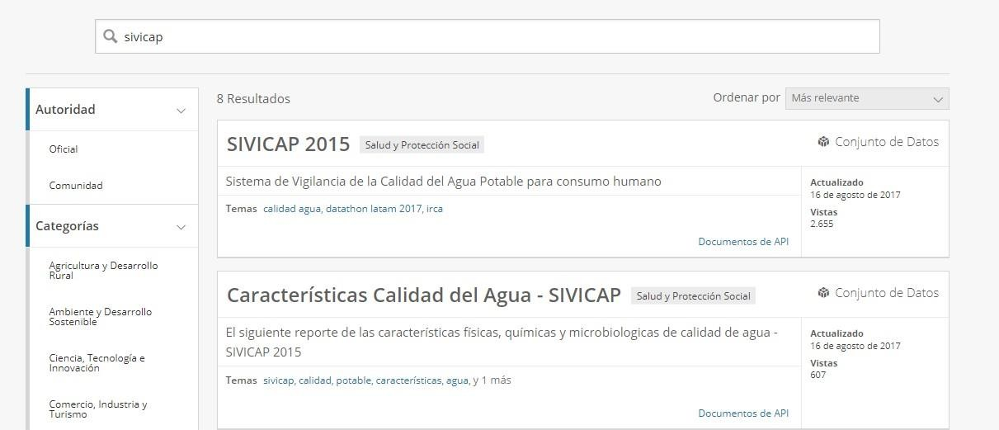 sivicap
Autoridad
Oficial
Comunidad
Categorías
Agricultura y Desarrollo
Rural
Ambiente y Desarrollo
Sostenible
Ciencia, Tecnología e
Innovación
Comercio, Industria y
Turismo
8 Resultados
Ordenar por Más relevante
SIVICAP 2015 Salud y Protección Social
Conjunto de Datos
Sistema de Vigilancia de la Calidad del Agua Potable para consumo humano
Temas calidad agua, datathon latam 2017, irca
Documentos de API
Actualizado
16 de agosto de 2017
Vistas
2.655
Características Calidad del Agua - SIVICAP Salud y Protección Social
Conjunto de Datos
El siguiente reporte de las características físicas, químicas y microbiologicas de calidad de agua -
SIVICAP 2015
Temas sivicap, calidad, potable, características, agua, y 1 más
Documentos de API
Actualizado
16 de agosto de 2017
Vistas
607